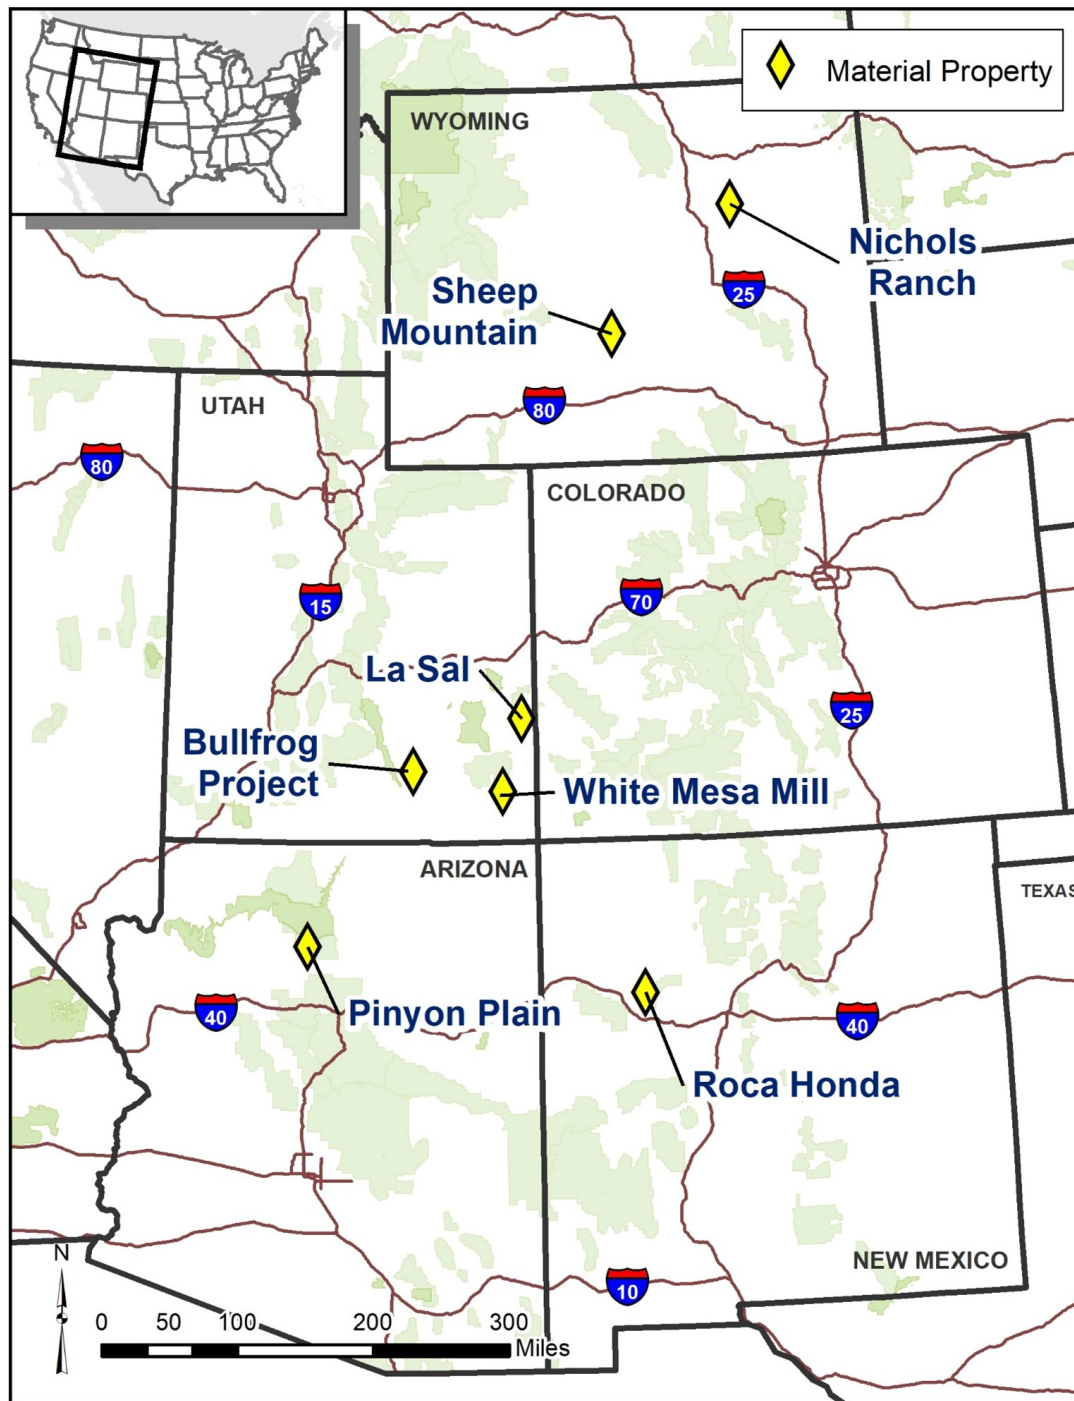 Material Property
WYOMING
Nichols
Ranch
25
Sheep
Mountain
80
UTAH
80
COLORADO
15
70
La Sal
25
Bullfrog
Project
White Mesa Mill
ARIZONA
TEXAS
40
Pinyon Plain
40
Roca Honda
NEW MEXICO
N
10
0 50 100 200 300
Miles